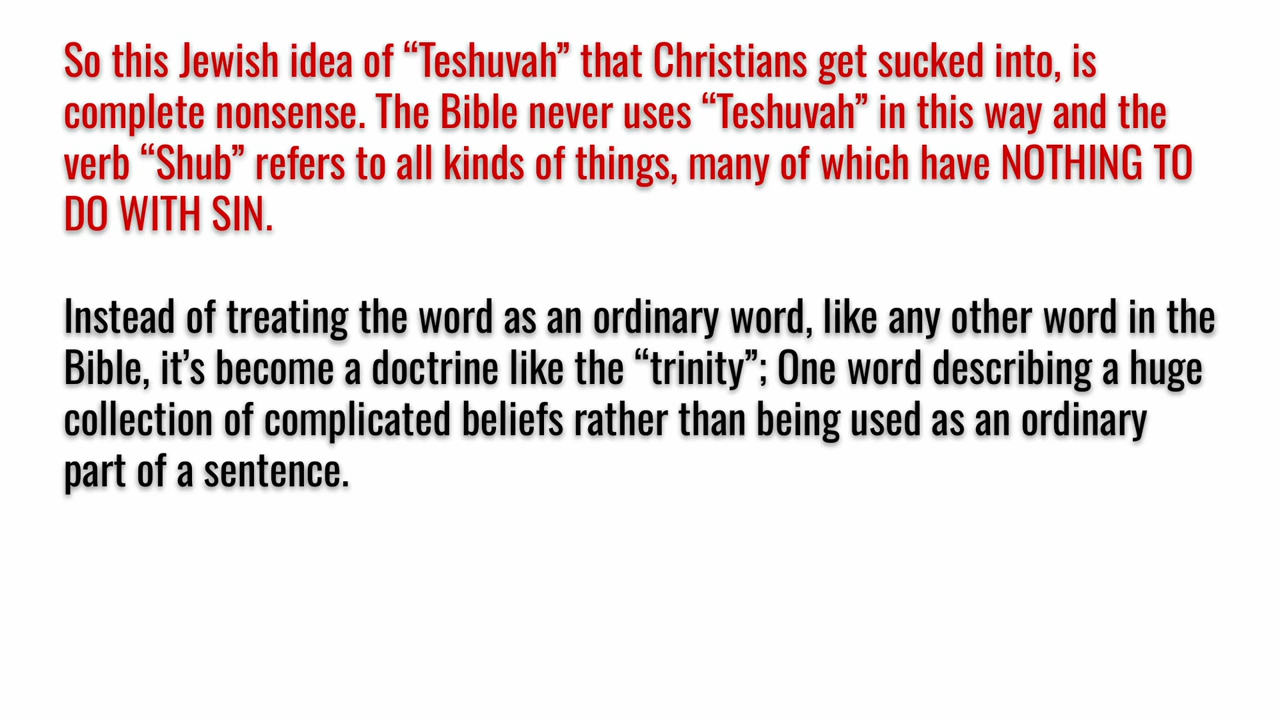 So this Jewish idea of “Teshuvah” that Christians get sucked into, is
complete nonsense. The Bible never uses “Teshuvah” in this way and the
verb “Shub” refers to all kinds of things, many of which have NOTHING TO
DO WITH SIN.
Instead of treating the word as an ordinary word, like any other word in the
Bible, it’s become a doctrine like the “trinity”; One word describing a huge
collection of complicated beliefs rather than being used as an ordinary
part of a sentence.